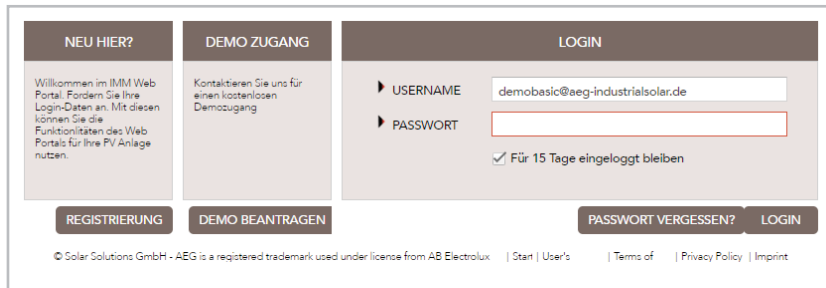 NEU HIER?
Willkommen im IMM Web
Portal. Fordern Sie Ihre
Login-Daten an. Mit diesen
können Sie die
Funktionlitäten des Web
Portals für Ihre PV Anlage
nutzen.
REGISTRIERUNG
DEMO ZUGANG
Kontaktieren Sie uns für
einen kostenlosen
Demozugang
DEMO BEANTRAGEN
LOGIN
USERNAME demobasic@aeg-industrialsolar.de
PASSWORT
Für 15 Tage eingeloggt bleiben
PASSWORT VERGESSEN? LOGIN
© Solar Solutions GmbH - AEG is a registered trademark used under license from AB Electrolux | Start | User's | Terms of | Privacy Policy | Imprint